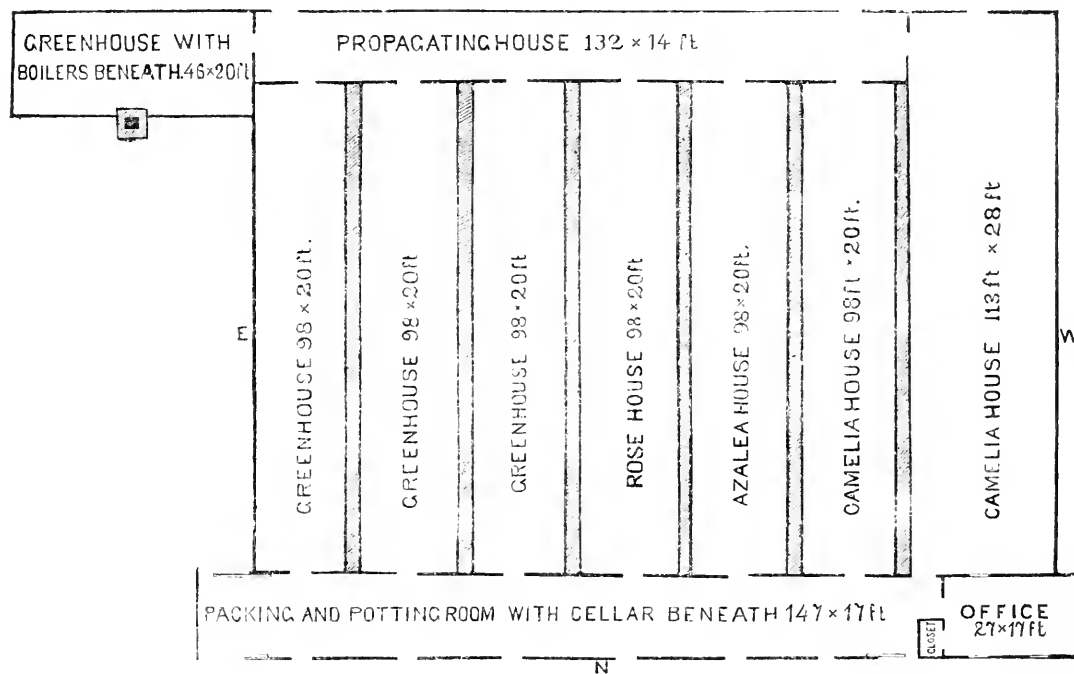 GREENHOUSE WITH
BOILERS BENEATH.46×20ft
PROPAGATINGHOUSE 132 × 14 ft
E
GREENHOUSE 98 × 20ft.
GREENHOUSE 98 × 20ft
GREENHOUSE 98 × 20ft
ROSE HOUSE 98 × 20ft
AZALEA HOUSE 98 × 20ft.
CAMELIA HOUSE 98ft × 20ft.
CAMELIA HOUSE 113ft × 28ft
W
PACKING AND POTTING ROOM WITH CELLAR BENEATH 147 × 17ft
CLOSET
OFFICE
27×17ft
N